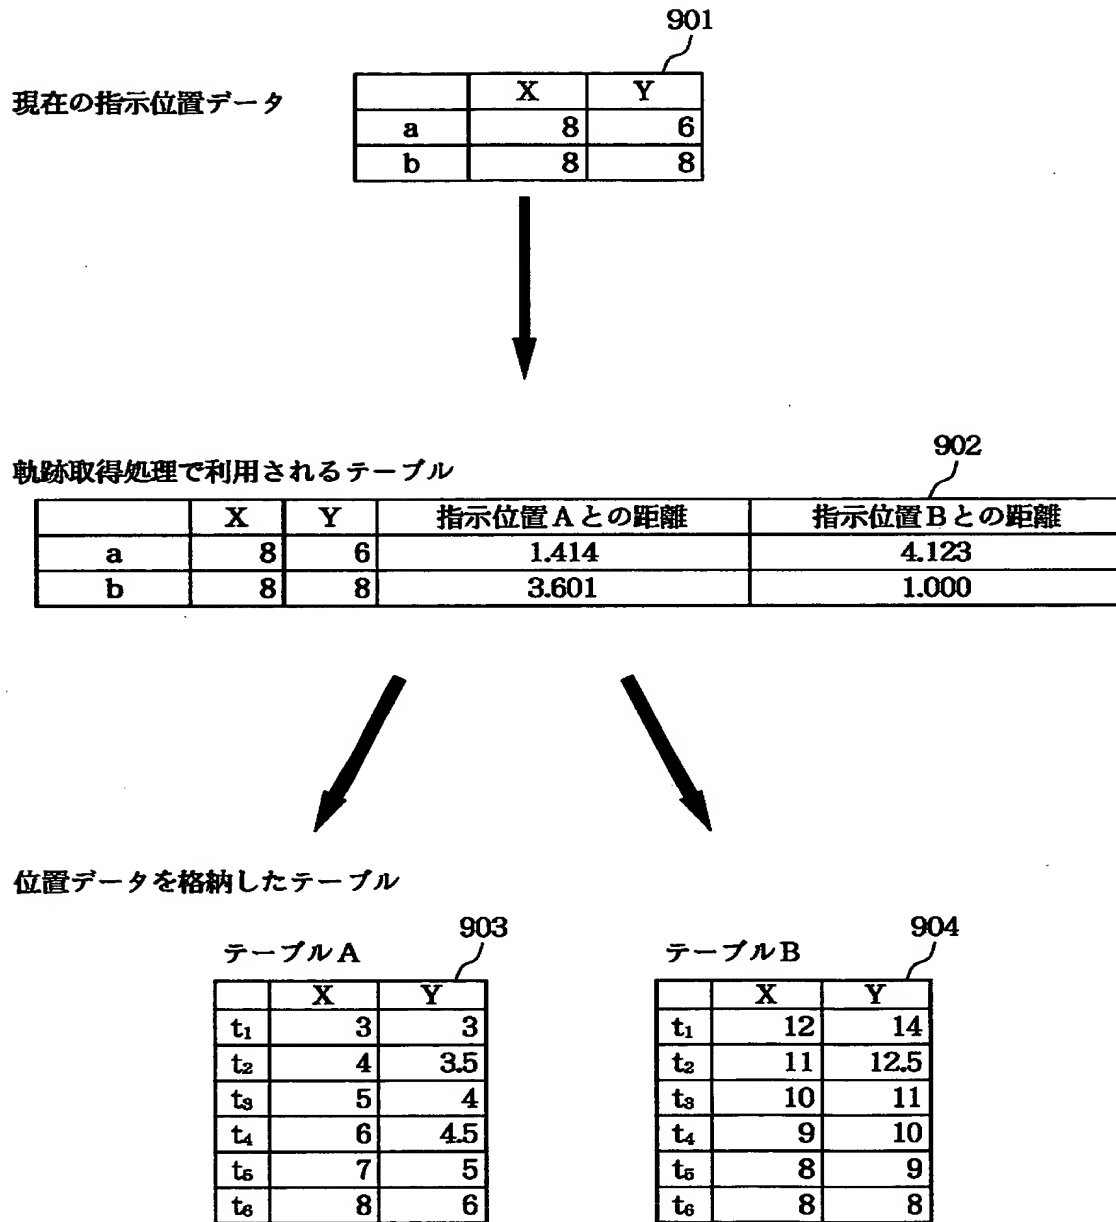 901
現在の指示位置データ
X Y
a 8 6
b 8 8
902
軌跡取得処理で利用されるテーブル
X Y 指示位置Aとの距離 指示位置Bとの距離
a 8 6 1.414 4.123
b 8 8 3.601 1.000
位置データを格納したテーブル
903
テーブルA
X Y
t₁ 3 3
t₂ 4 3.5
t₃ 5 4
t₄ 6 4.5
t₅ 7 5
t₆ 8 6
904
テーブルB
X Y
t₁ 12 14
t₂ 11 12.5
t₃ 10 11
t₄ 9 10
t₅ 8 9
t₆ 8 8